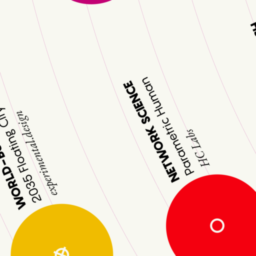 WORLD-B
2035 Floating City
experimentaldesign
NETWORK SCIENCE
Parametric Human
HC Labs